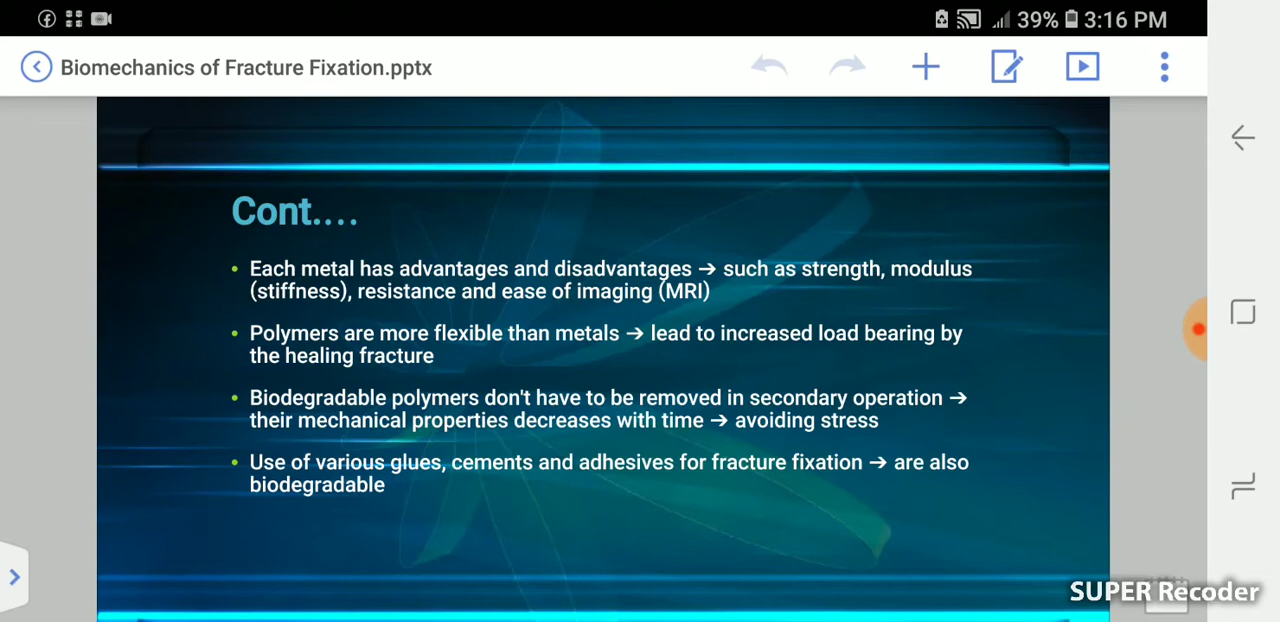 39% 3:16 PM
Biomechanics of Fracture Fixation.pptx
Cont....
• Each metal has advantages and disadvantages → such as strength, modulus
(stiffness), resistance and ease of imaging (MRI)
• Polymers are more flexible than metals → lead to increased load bearing by
the healing fracture
• Biodegradable polymers don't have to be removed in secondary operation →
their mechanical properties decreases with time → avoiding stress
• Use of various glues, cements and adhesives for fracture fixation → are also
biodegradable
SUPER Recoder